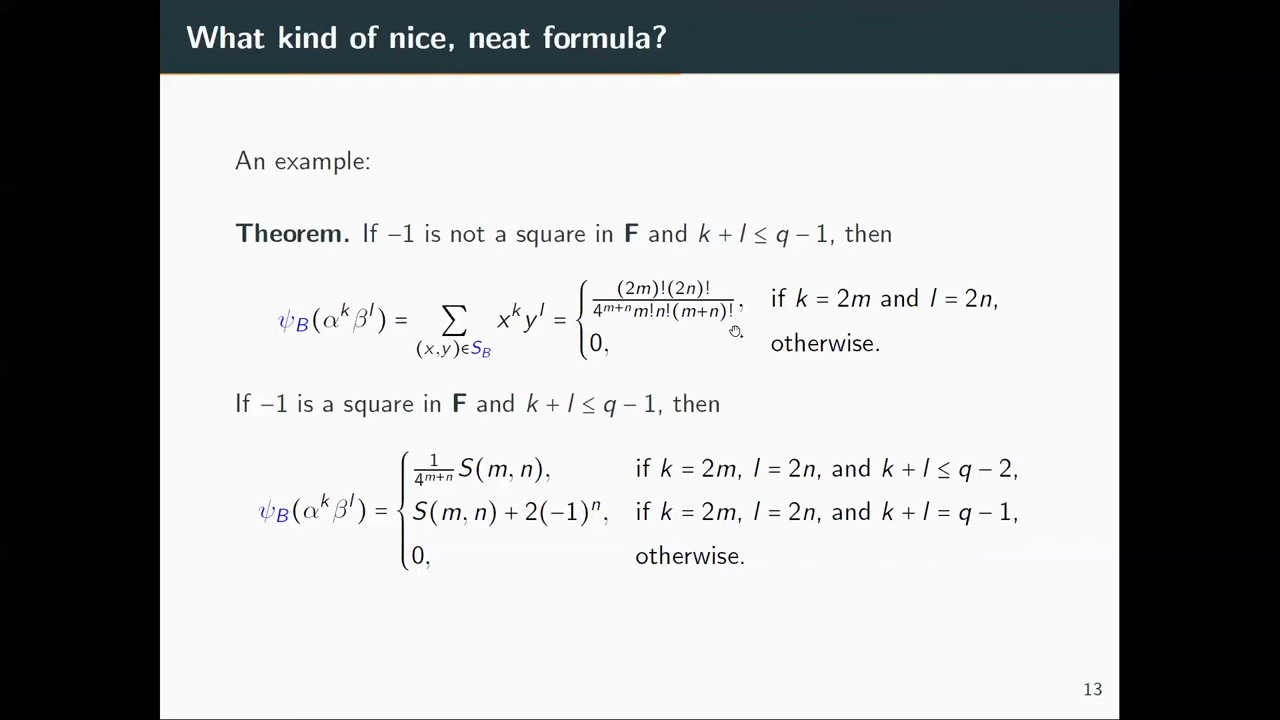 What kind of nice, neat formula?
An example:
Theorem. If −1 is not a square in F and k + l ≤ q − 1, then
ψ_B(α^k β^l) = ∑_{(x,y)∈S_B} x^k y^l = { (2m)!(2n)! / 4^{m+n} m! n! (m+n)! , if k = 2m and l = 2n,
0, otherwise.
If −1 is a square in F and k + l ≤ q − 1, then
ψ_B(α^k β^l) = { 1/4^{m+n} S(m, n), if k = 2m, l = 2n, and k + l ≤ q − 2,
S(m, n) + 2(−1)^n, if k = 2m, l = 2n, and k + l = q − 1,
0, otherwise.
13